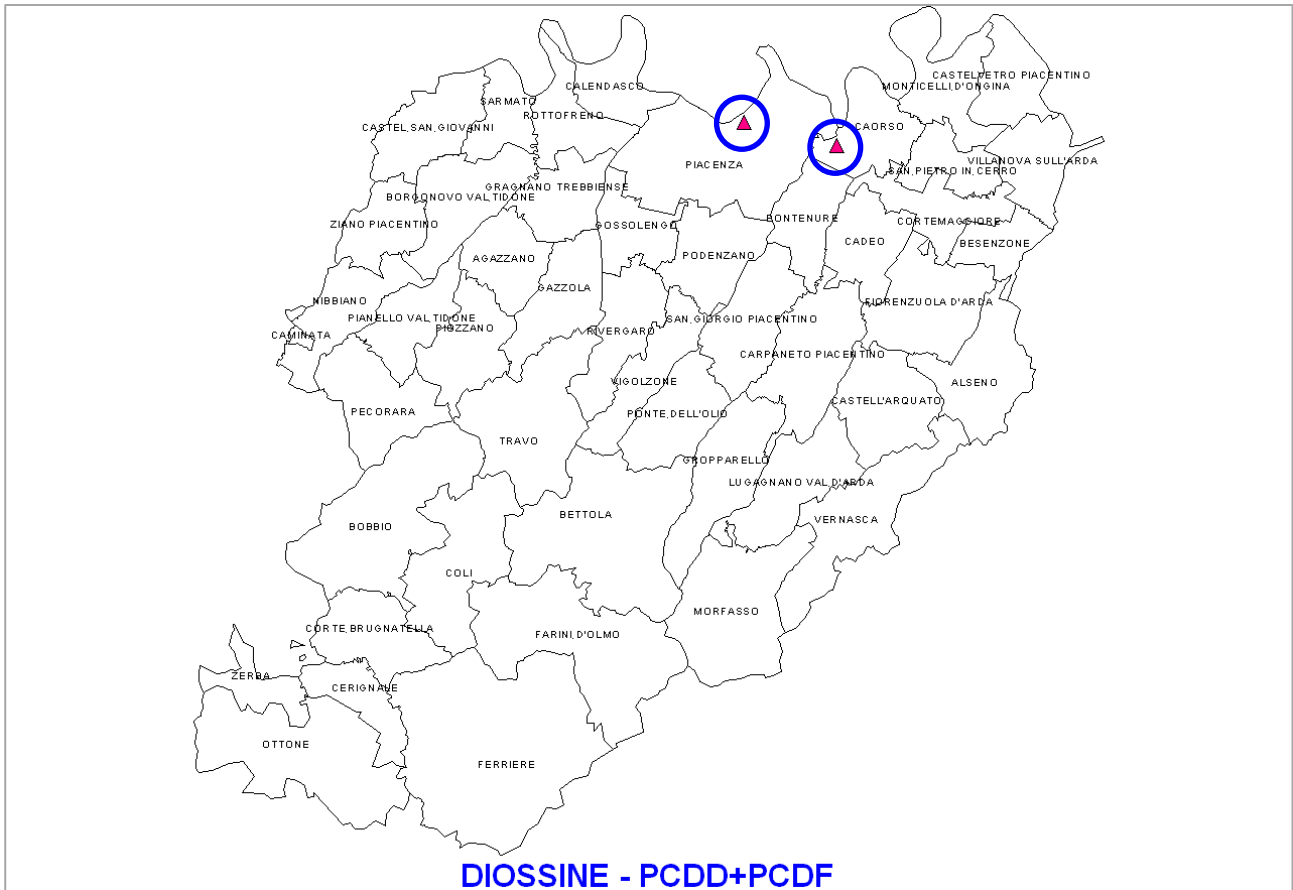 CASTELVETRO PIACENTINO
MONTICELLI,D'ONGINA
CALENDASCO
SARMATO
ROTTOFRENO
CASTEL,SAN,GIOVANNI
CAORSO
PIACENZA
VILLANOVA SULL'ARDA
SAN,PIETRO IN,CERRO
GRAGNANO TREBBIENSE
BORGONOVO VAL,TIDONE
ZIANO PIACENTINO
GOSSOLENGO
PONTENURE
CORTEMAGGIORE
CADEO
BESENZONE
AGAZZANO
PODENZANO
GAZZOLA
NIBBIANO
FIORENZUOLA D'ARDA
PIANELLO VAL,TIDONE
PIOZZANO
SAN,GIORGIO PIACENTINO
RIVERGARO
CAMINATA
CARPANETO PIACENTINO
VIGOLZONE
ALSENO
CASTELL'ARQUATO
PECORARA
PONTE,DELL'OLIO
TRAVO
GROPPARELLO
LUGAGNANO VAL,D'ARDA
BETTOLA
VERNASCA
BOBBIO
COLI
MORFASSO
CORTE,BRUGNATELLA
FARINI,D'OLMO
ZERBA
CERIGNALE
OTTONE
FERRIERE
DIOSSINE - PCDD+PCDF